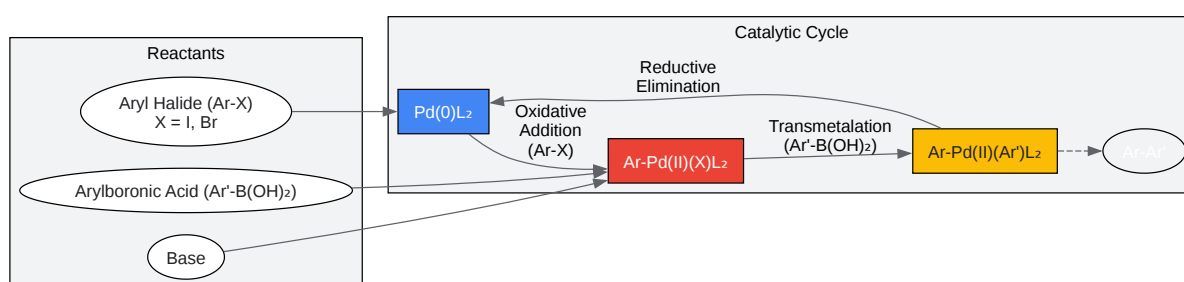 Reactants
Aryl Halide (Ar-X)
X = I, Br
Arylboronic Acid (Ar'-B(OH)₂)
Base
Catalytic Cycle
Pd(0)L₂
Oxidative
Addition
(Ar-X)
Reductive
Elimination
Ar-Pd(II)(X)L₂
Transmetalation
(Ar'-B(OH)₂)
Ar-Pd(II)(Ar')L₂
Ar-Ar'